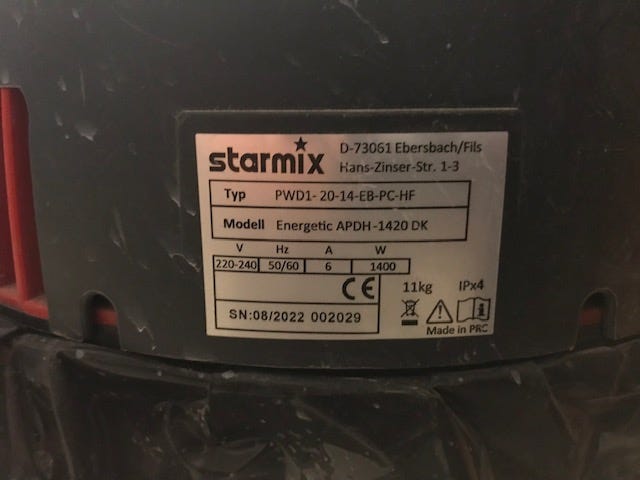 starmix
D-73061 Ebersbach/Fils
Hans-Zinser-Str. 1-3
Typ PWD1- 20-14-EB-PC-HF
Modell Energetic APDH-1420 DK
V Hz A W
220-240 50/60 6 1400
CE 11kg IPx4
SN:08/2022 002029
Made in PRC